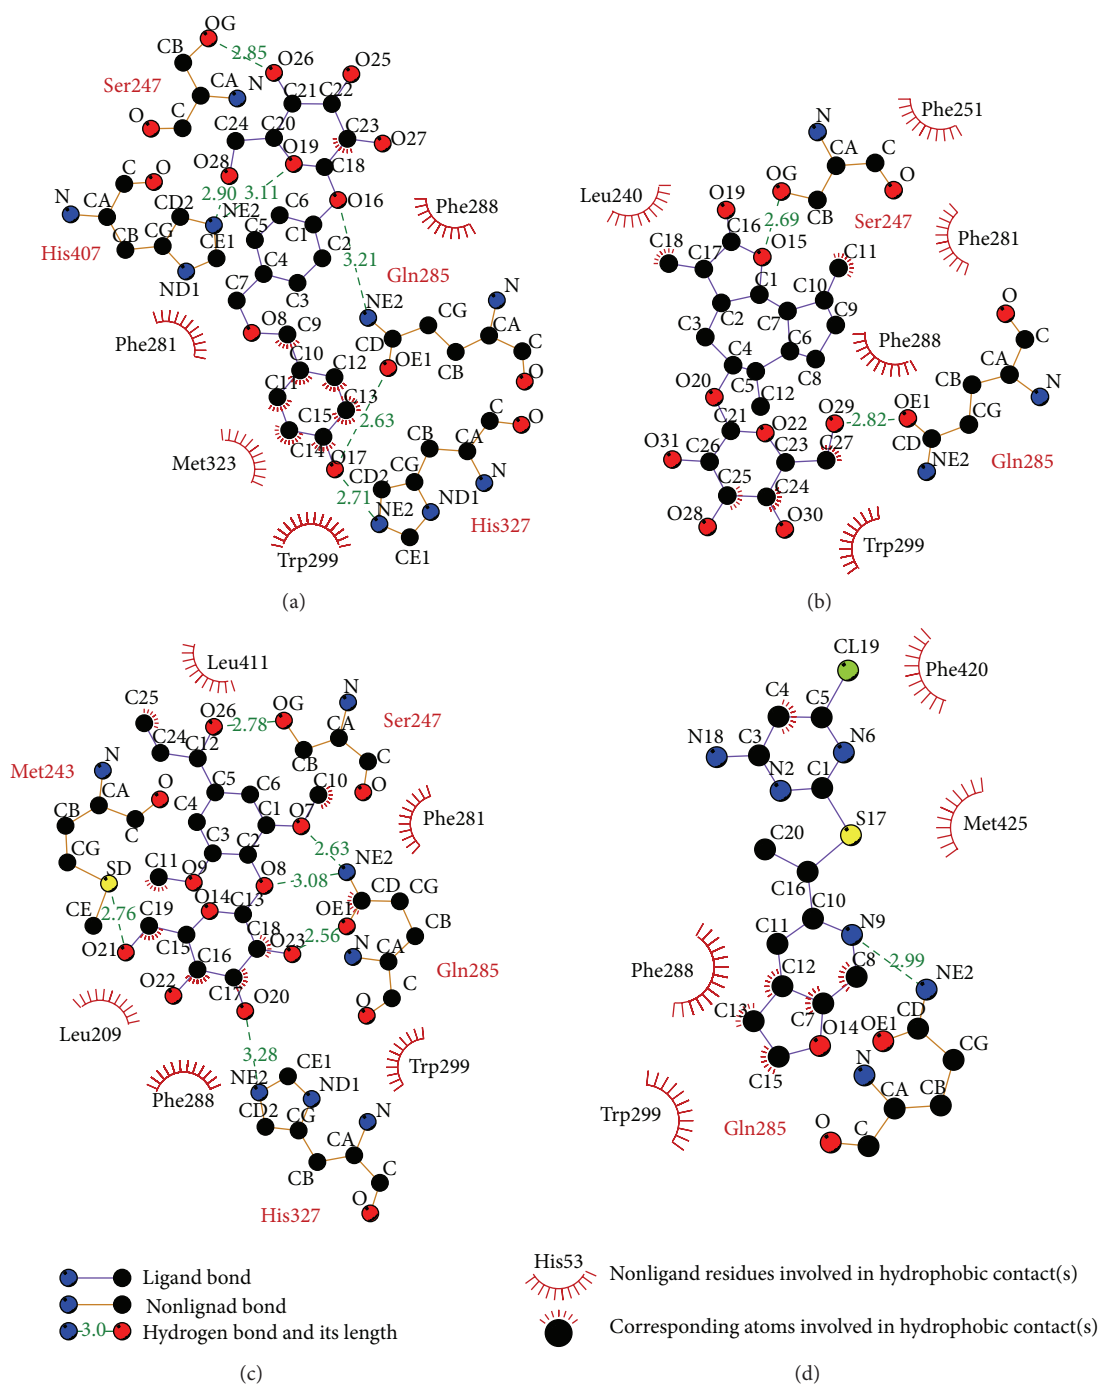 OG
CB
2.85
O26
O25
Ser247
CA
N
C21
C22
O
C
C24
C20
C23
O27
O19
O28
C18
C
O
2.90
3.11
N
CA
CD2
NE2
C6
O16
Phe288
His407
CB
CG
CE1
C5
C1
C2
C4
3.21
Gln285
ND1
C7
C3
NE2
N
O8
C9
CG
CA
Phe281
CD
C
C10
C12
OE1
CB
O
C11
C13
C15
2.63
C
O
C14
CB
CA
Met323
O17
CD2
CG
N
2.71
NE2
ND1
His327
Trp299
CE1
(a)
Phe251
N
CA
C
OG
O
Leu240
O19
CB
Ser247
C16
2.69
O15
Phe281
C18
C17
C11
C1
C10
C9
O
C2
C7
C3
C6
Phe288
C
C4
C8
CA
C5
CB
O20
C12
OE1
N
C21
O22
O29
2.82
CG
O31
C26
C23
C27
CD
NE2
Gln285
C25
C24
O28
O30
Trp299
(b)
Leu411
N
C25
O26
OG
Ser247
2.78
C24
C12
CA
Met243
N
CB
C
O
C5
C6
C10
O
CA
C4
C1
O7
Phe281
CB
C
C3
C2
2.63
CG
C11
O9
O8
NE2
SD
3.08
CD
CG
O14
C13
CE
2.76
C19
OE1
CB
C18
O23
2.56
O21
C15
N
CA
C16
Gln285
O22
C17
O20
C
O
Leu209
3.28
CE1
Trp299
Phe288
NE2
ND1
CD2
CG
N
CA
CB
C
O
His327
(c)
CL19
Phe420
C4
C5
N18
C3
N6
N2
C1
S17
Met425
C20
C16
C10
C11
N9
C8
2.99
Phe288
C12
NE2
C13
C7
CD
O14
OE1
CG
C15
N
CB
Trp299
CA
Gln285
O
C
(d)
Ligand bond
Nonlignad bond
3.0
Hydrogen bond and its length
His53
Nonligand residues involved in hydrophobic contact(s)
Corresponding atoms involved in hydrophobic contact(s)